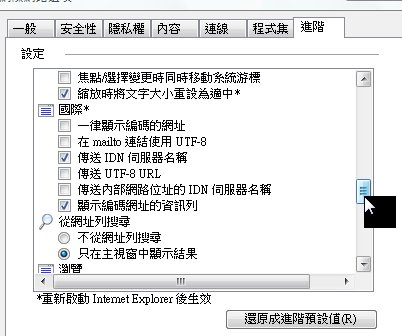 一般 安全性 隱私權 內容 連線 程式集 進階
設定
焦點/選擇變更時同時移動系統游標
縮放時將文字大小重設為適中*
國際*
一律顯示編碼的網址
在 mailto 連結使用 UTF-8
傳送 IDN 伺服器名稱
傳送 UTF-8 URL
傳送內部網路位址的 IDN 伺服器名稱
顯示編碼網址的資訊列
從網址列搜尋
不從網址列搜尋
只在主視窗中顯示結果
瀏覽
*重新啟動 Internet Explorer 後生效
還原成進階預設值(R)